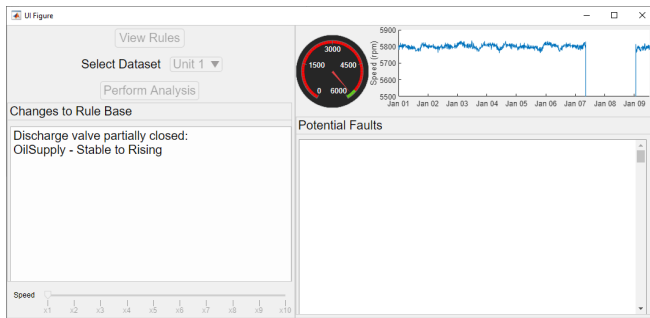 UI Figure
View Rules
Select Dataset Unit 1
Perform Analysis
Changes to Rule Base
Discharge valve partially closed:
OilSupply - Stable to Rising
Speed
x1 x2 x3 x4 x5 x6 x7 x8 x9 x10
3000
1500 4500
0 6000
Speed (rpm)
5900
5800
5700
5600
5500
Jan 01 Jan 02 Jan 03 Jan 04 Jan 05 Jan 06 Jan 07 Jan 08 Jan 09
Potential Faults